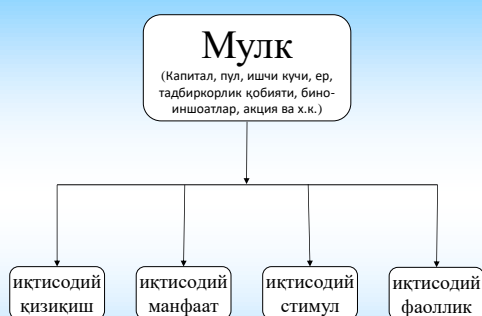 Мулк
(Капитал, пул, ишчи кучи, ер,
тадбиркорлик қобияти, бино-
иншоатлар, акция ва х.к.)
иқтисодий
қизиқиш
иқтисодий
манфаат
иқтисодий
стимул
иқтисодий
фаоллик